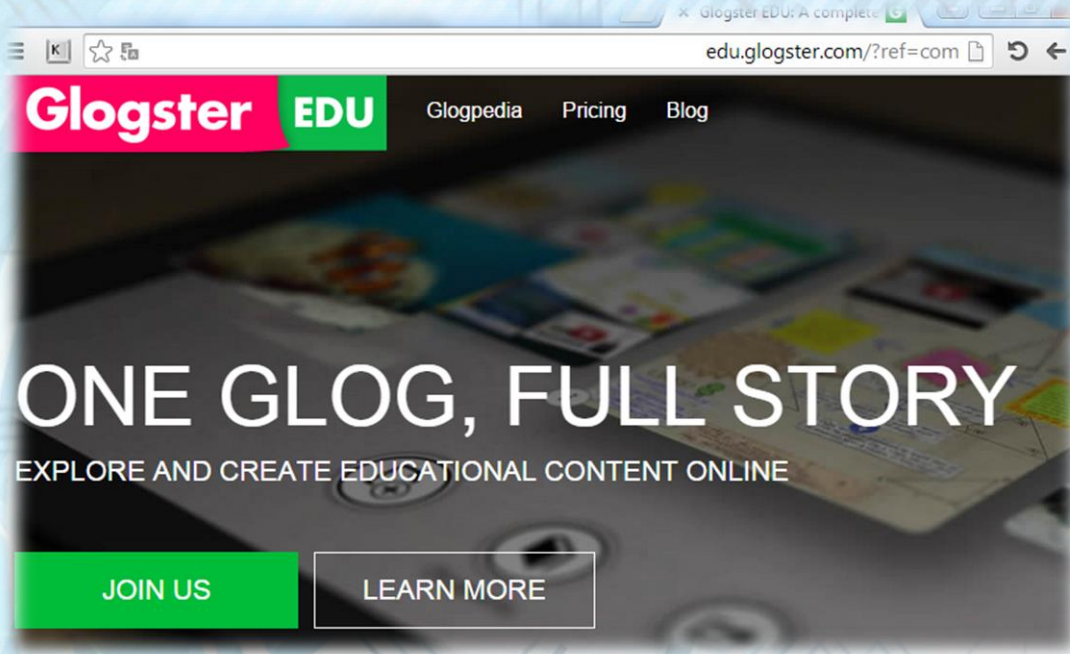 Glogster EDU: A complete
edu.glogster.com/?ref=com
Glogster EDU
Glogpedia Pricing Blog
ONE GLOG, FULL STORY
EXPLORE AND CREATE EDUCATIONAL CONTENT ONLINE
JOIN US LEARN MORE